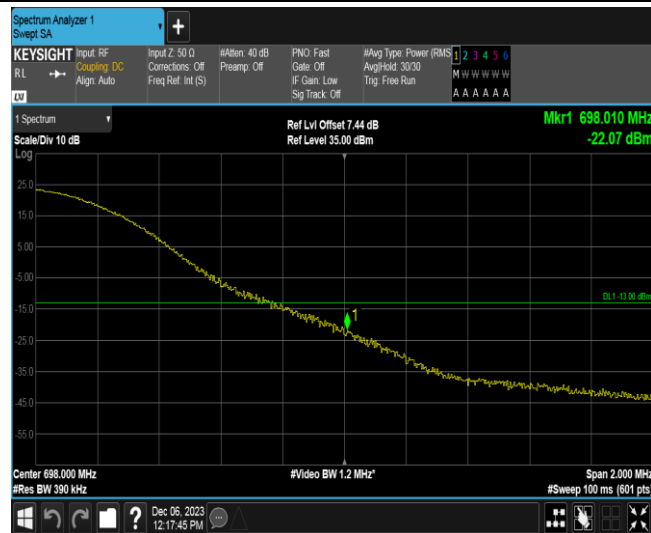 Spectrum Analyzer 1
Swept SA
+
KEYSIGHT
RL
LXI
Input: RF
Coupling: DC
Align: Auto
Input Z: 50 Ω
Corrections: Off
Freq Ref: Int (S)
#Atten: 40 dB
Preamp: Off
PNO: Fast
Gate: Off
IF Gain: Low
Sig Track: Off
#Avg Type: Power (RMS
Avg|Hold: 30/30
Trig: Free Run
1 2 3 4 5 6
M W W W W W
A A A A A A
1 Spectrum
Scale/Div 10 dB
Log
Ref Lvl Offset 7.44 dB
Ref Level 35.00 dBm
Mkr1 698.010 MHz
-22.07 dBm
25.0
15.0
5.00
-5.00
-15.0
-25.0
-35.0
-45.0
-55.0
DL1 -13.00 dBm
1
Center 698.000 MHz
#Res BW 390 kHz
#Video BW 1.2 MHz*
Span 2.000 MHz
#Sweep 100 ms (601 pts)
?
Dec 06, 2023
12:17:45 PM